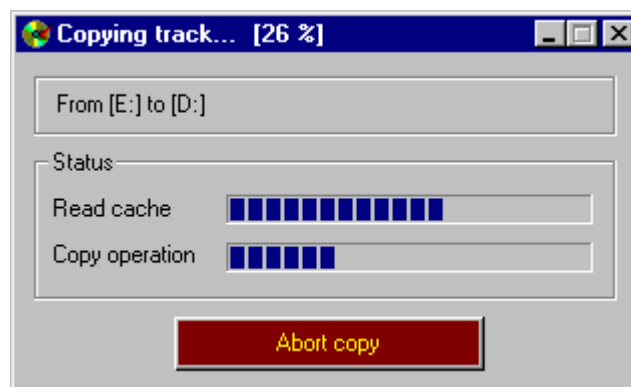 Copying track... [26 %]
From [E:] to [D:]
Status
Read cache
Copy operation
Abort copy